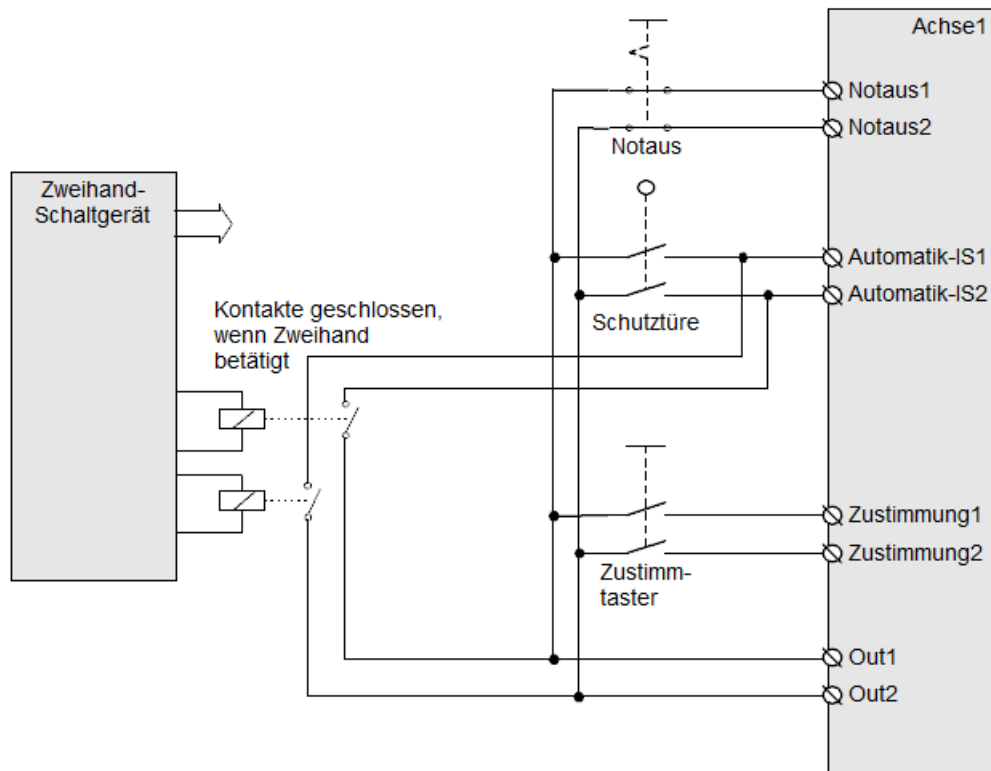 Achse1
Notaus1
Notaus2
Notaus
Zweihand-
Schaltgerät
Automatik-IS1
Automatik-IS2
Schutztüre
Kontakte geschlossen,
wenn Zweihand
betätigt
Zustimmung1
Zustimmung2
Zustimm-
taster
Out1
Out2